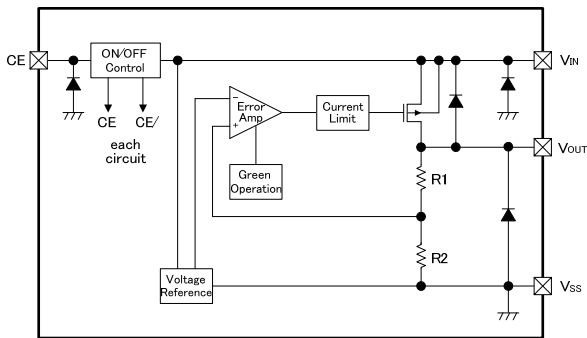 CE
ON/OFF
Control
CE
CE/
each
circuit
−
Error
Amp
+
Green
Operation
Current
Limit
VIN
VOUT
R1
R2
Voltage
Reference
VSS